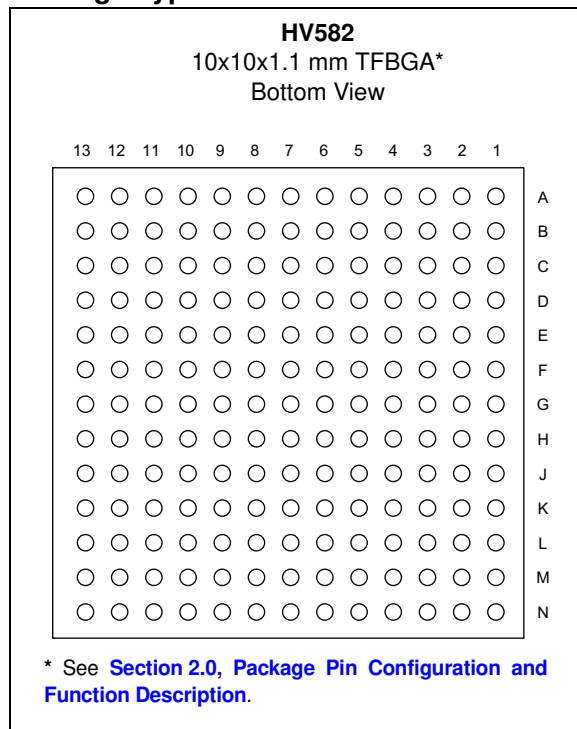 HV582
10x10x1.1 mm TFBGA*
Bottom View
13 12 11 10 9 8 7 6 5 4 3 2 1
A
B
C
D
E
F
G
H
J
K
L
M
N
* See Section 2.0, Package Pin Configuration and
Function Description.